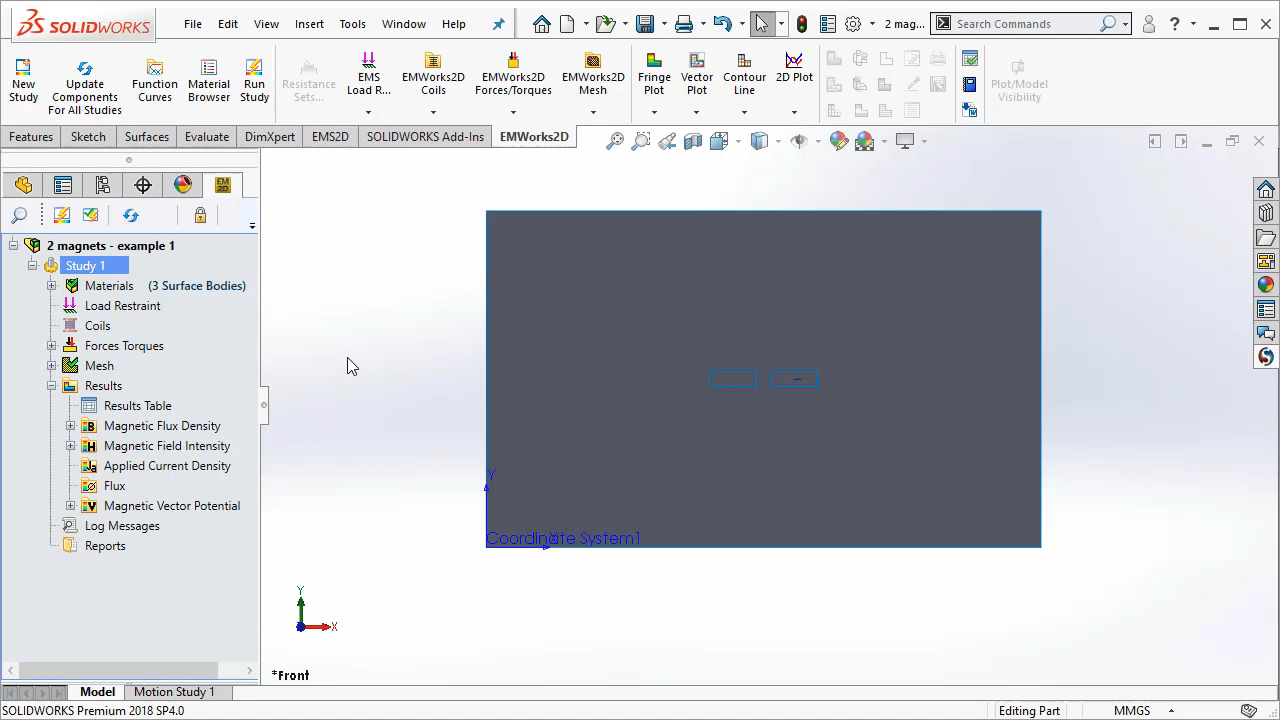 SOLIDWORKS File Edit View Insert Tools Window Help 2 mag... Search Commands
New Study
Update Components For All Studies
Function Curves
Material Browser
Run Study
Resistance Sets...
EMS Load R...
EMWorks2D Coils
EMWorks2D Forces/Torques
EMWorks2D Mesh
Fringe Plot
Vector Plot
Contour Line
2D Plot
Plot/Model Visibility
Features Sketch Surfaces Evaluate DimXpert EMS2D SOLIDWORKS Add-Ins EMWorks2D
2 magnets - example 1
Study 1
Materials (3 Surface Bodies)
Load Restraint
Coils
Forces Torques
Mesh
Results
Results Table
Magnetic Flux Density
Magnetic Field Intensity
Applied Current Density
Flux
Magnetic Vector Potential
Log Messages
Reports
Y
Coordinate System1
X
Y
X
*Front
Model Motion Study 1
SOLIDWORKS Premium 2018 SP4.0 Editing Part MMGS